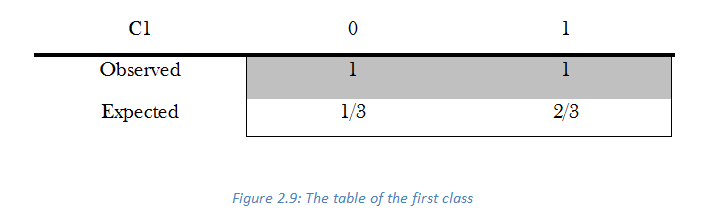 C1 0 1
Observed 1 1
Expected 1/3 2/3
Figure 2.9: The table of the first class